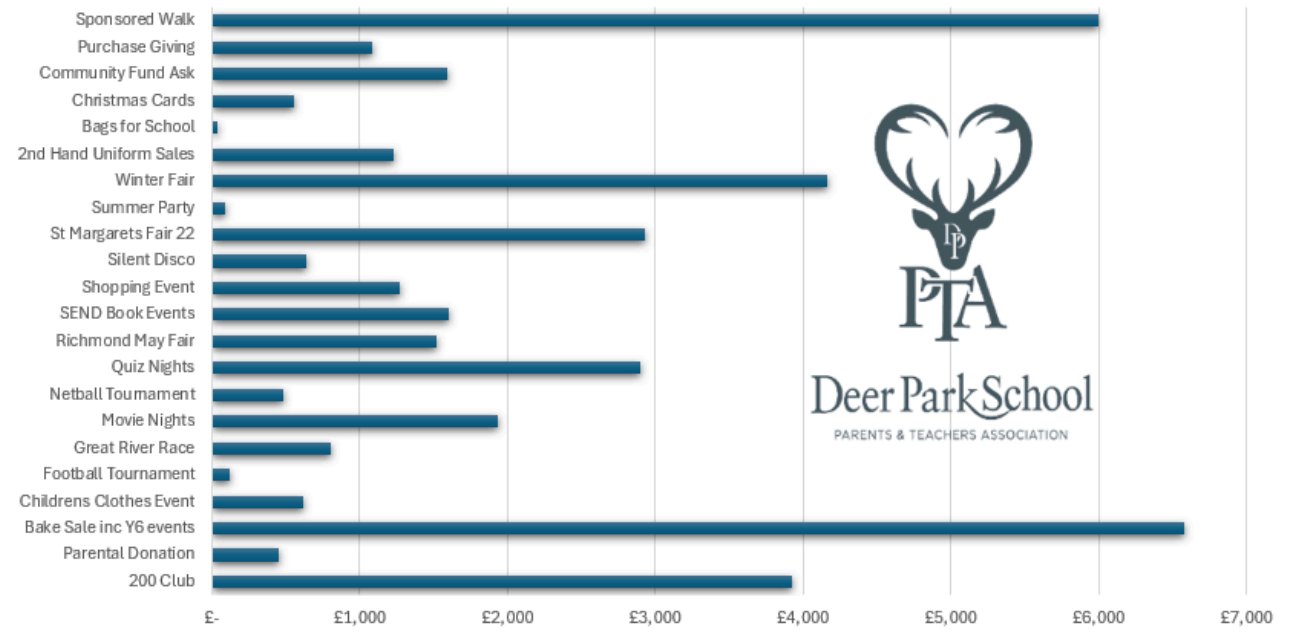 Sponsored Walk
Purchase Giving
Community Fund Ask
Christmas Cards
Bags for School
2nd Hand Uniform Sales
Winter Fair
Summer Party
St Margarets Fair 22
Silent Disco
Shopping Event
SEND Book Events
Richmond May Fair
Quiz Nights
Netball Tournament
Movie Nights
Great River Race
Football Tournament
Childrens Clothes Event
Bake Sale inc Y6 events
Parental Donation
200 Club
£- £1,000 £2,000 £3,000 £4,000 £5,000 £6,000 £7,000
DP
PTA
Deer Park School
PARENTS & TEACHERS ASSOCIATION